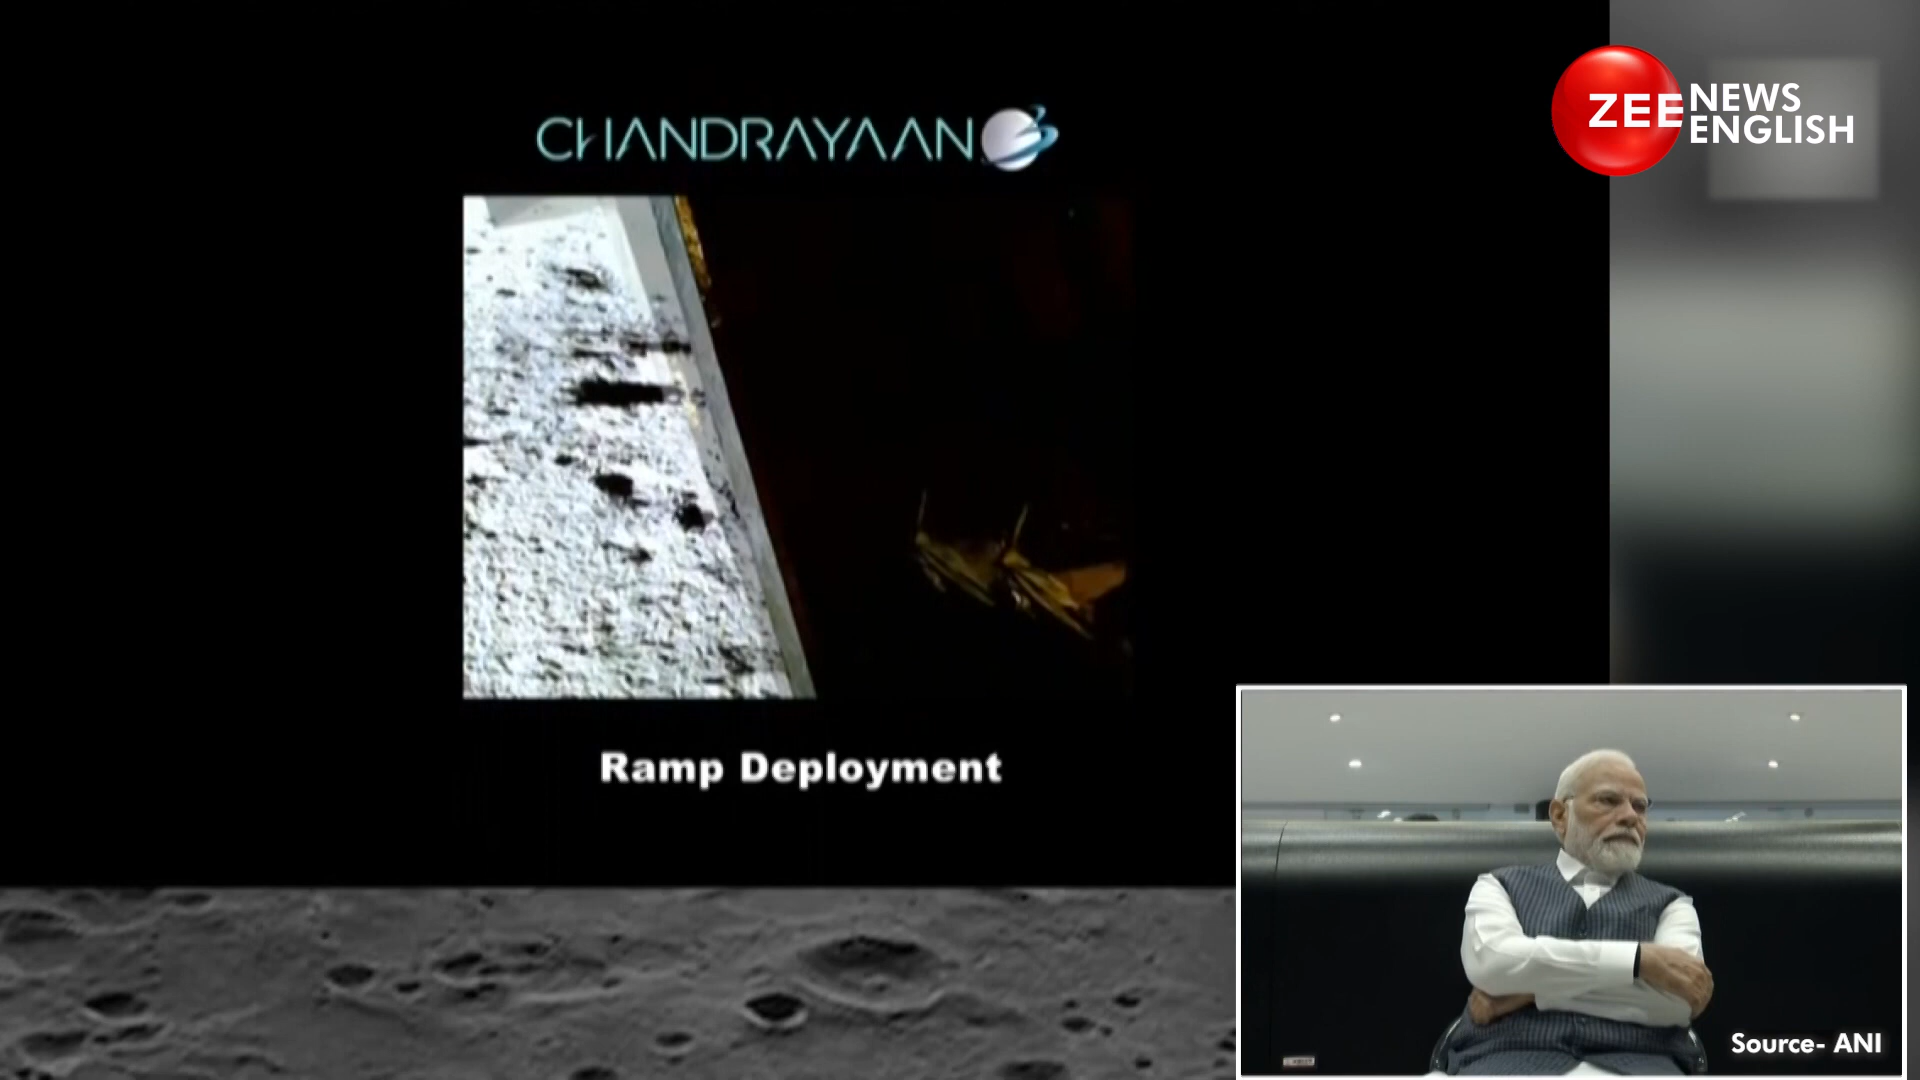 CHANDRAYAAN
ZEE NEWS
ENGLISH
Ramp Deployment
Source- ANI